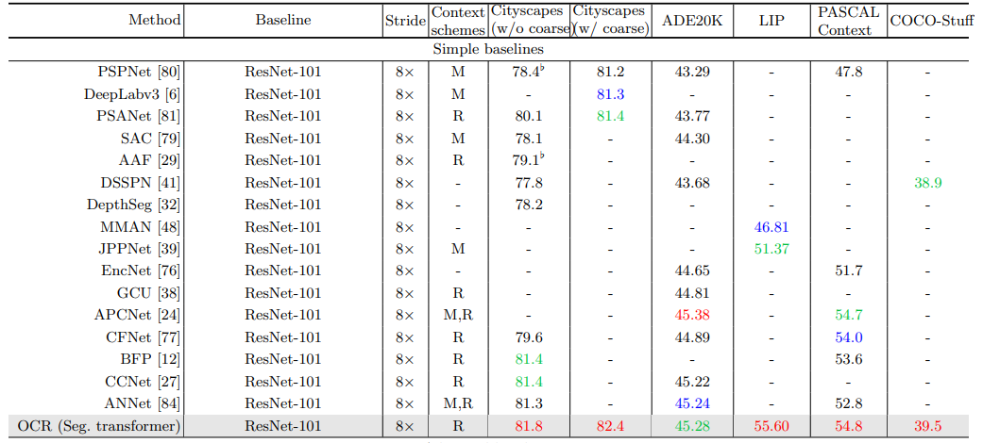 Method Baseline Stride Context schemes Cityscapes (w/o coarse) Cityscapes (w/ coarse) ADE20K LIP PASCAL Context COCO-Stuff
Simple baselines
PSPNet [80] ResNet-101 8× M 78.4♭ 81.2 43.29 - 47.8 -
DeepLabv3 [6] ResNet-101 8× M - 81.3 - - - -
PSANet [81] ResNet-101 8× R 80.1 81.4 43.77 - - -
SAC [79] ResNet-101 8× M 78.1 - 44.30 - - -
AAF [29] ResNet-101 8× R 79.1♭ - - - - -
DSSPN [41] ResNet-101 8× - 77.8 - 43.68 - - 38.9
DepthSeg [32] ResNet-101 8× - 78.2 - - - - -
MMAN [48] ResNet-101 8× - - - - 46.81 - -
JPPNet [39] ResNet-101 8× M - - - 51.37 - -
EncNet [76] ResNet-101 8× - - - 44.65 - 51.7 -
GCU [38] ResNet-101 8× R - - 44.81 - - -
APCNet [24] ResNet-101 8× M,R - - 45.38 - 54.7 -
CFNet [77] ResNet-101 8× R 79.6 - 44.89 - 54.0 -
BFP [12] ResNet-101 8× R 81.4 - - - 53.6 -
CCNet [27] ResNet-101 8× R 81.4 - 45.22 - - -
ANNet [84] ResNet-101 8× M,R 81.3 - 45.24 - 52.8 -
OCR (Seg. transformer) ResNet-101 8× R 81.8 82.4 45.28 55.60 54.8 39.5